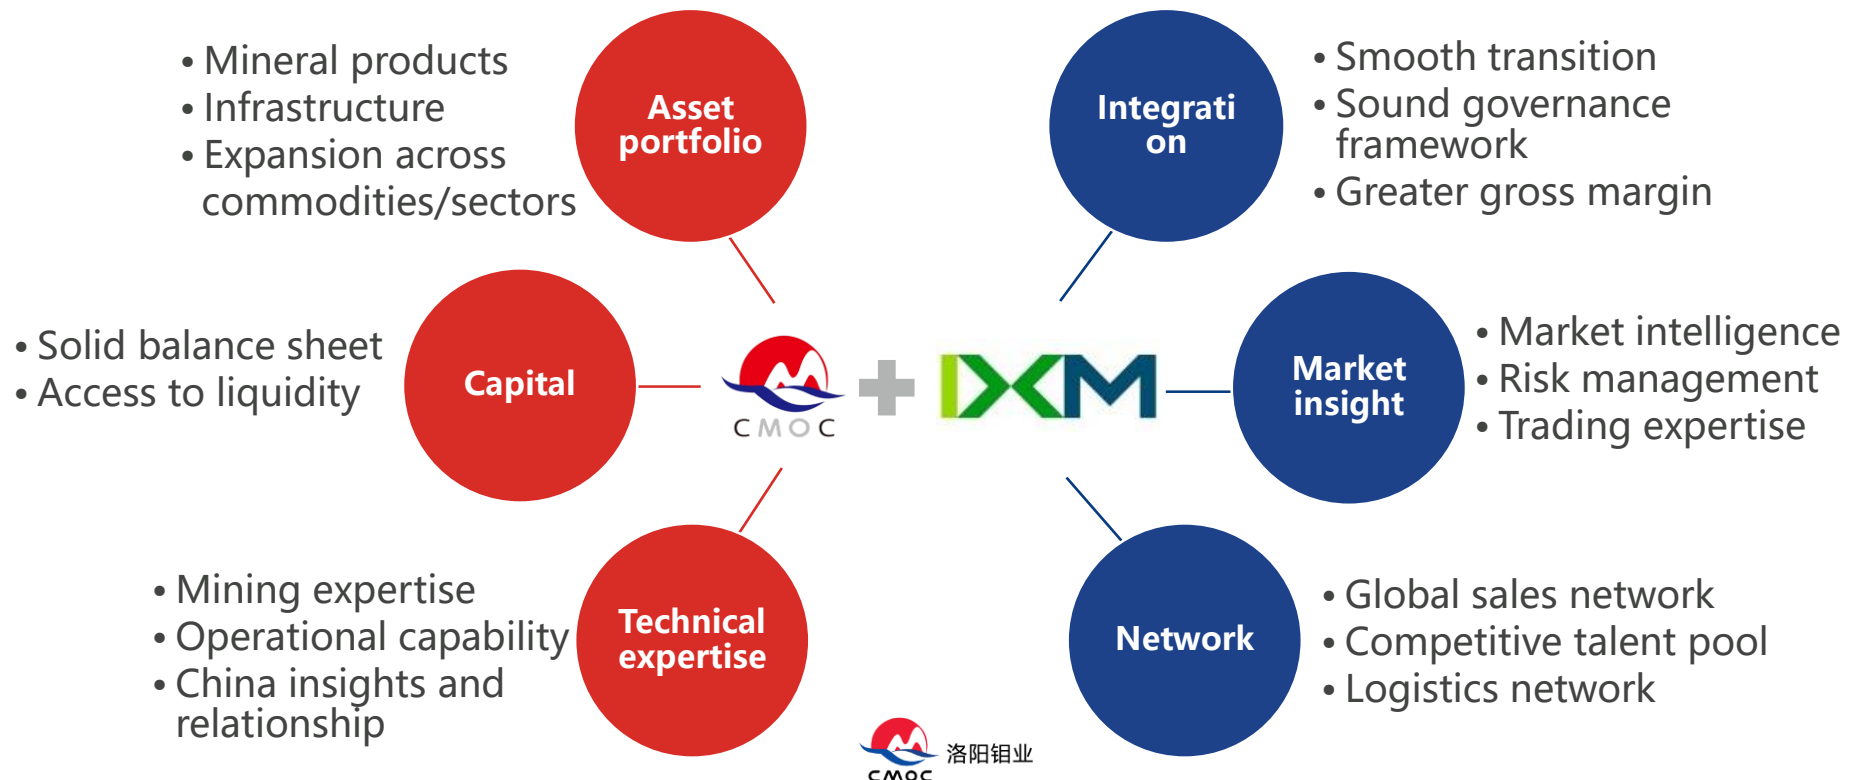 • Mineral products
• Infrastructure
• Expansion across
commodities/sectors
Asset
portfolio
• Solid balance sheet
• Access to liquidity
Capital
• Mining expertise
• Operational capability
• China insights and
relationship
Technical
expertise
CMOC
IXM
Integrati
on
• Smooth transition
• Sound governance
framework
• Greater gross margin
Market
insight
• Market intelligence
• Risk management
• Trading expertise
Network
• Global sales network
• Competitive talent pool
• Logistics network
CMOC 洛阳钼业